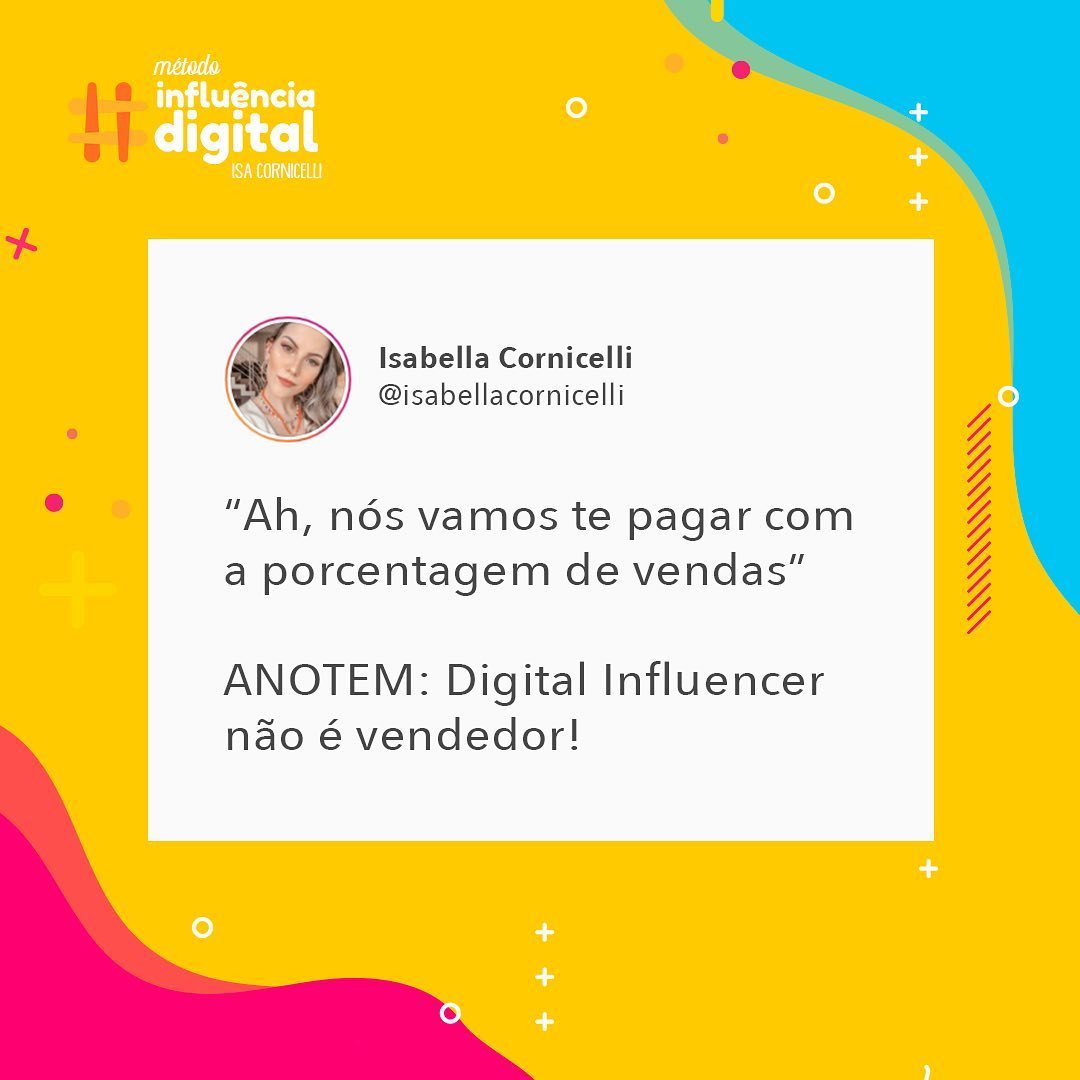 método
influência
digital
ISA CORNICELLI
Isabella Cornicelli
@isabellacornicelli
“Ah, nós vamos te pagar com
a porcentagem de vendas”
ANOTEM: Digital Influencer
não é vendedor!